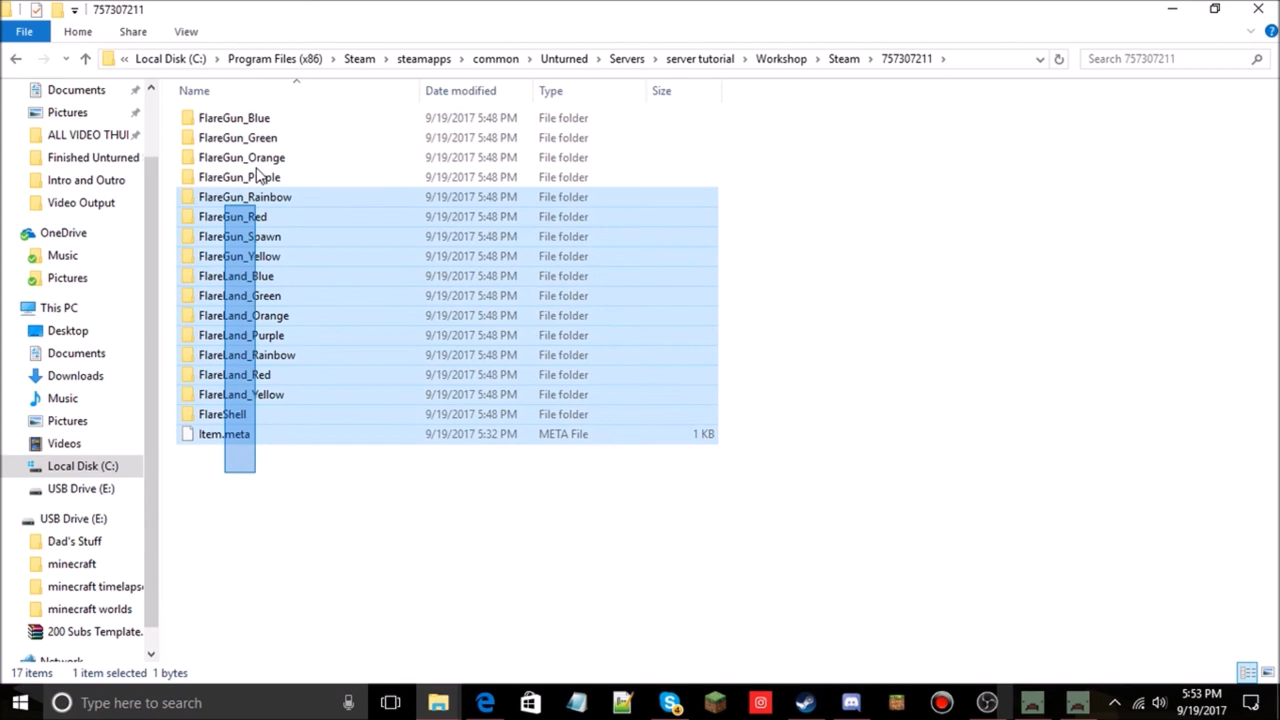 757307211
File Home Share View
« Local Disk (C:) › Program Files (x86) › Steam › steamapps › common › Unturned › Servers › server tutorial › Workshop › Steam › 757307211 ›
Search 757307211
Name Date modified Type Size
FlareGun_Blue 9/19/2017 5:48 PM File folder
FlareGun_Green 9/19/2017 5:48 PM File folder
FlareGun_Orange 9/19/2017 5:48 PM File folder
FlareGun_Purple 9/19/2017 5:48 PM File folder
FlareGun_Rainbow 9/19/2017 5:48 PM File folder
FlareGun_Red 9/19/2017 5:48 PM File folder
FlareGun_Spawn 9/19/2017 5:48 PM File folder
FlareGun_Yellow 9/19/2017 5:48 PM File folder
FlareLand_Blue 9/19/2017 5:48 PM File folder
FlareLand_Green 9/19/2017 5:48 PM File folder
FlareLand_Orange 9/19/2017 5:48 PM File folder
FlareLand_Purple 9/19/2017 5:48 PM File folder
FlareLand_Rainbow 9/19/2017 5:48 PM File folder
FlareLand_Red 9/19/2017 5:48 PM File folder
FlareLand_Yellow 9/19/2017 5:48 PM File folder
FlareShell 9/19/2017 5:48 PM File folder
Item.meta 9/19/2017 5:32 PM META File 1 KB
Documents
Pictures
ALL VIDEO THUI
Finished Unturned
Intro and Outro
Video Output
OneDrive
Music
Pictures
This PC
Desktop
Documents
Downloads
Music
Pictures
Videos
Local Disk (C:)
USB Drive (E:)
USB Drive (E:)
Dad's Stuff
minecraft
minecraft timelaps
minecraft worlds
200 Subs Template.
Network
17 items 1 item selected 1 bytes
Type here to search
5:53 PM
9/19/2017